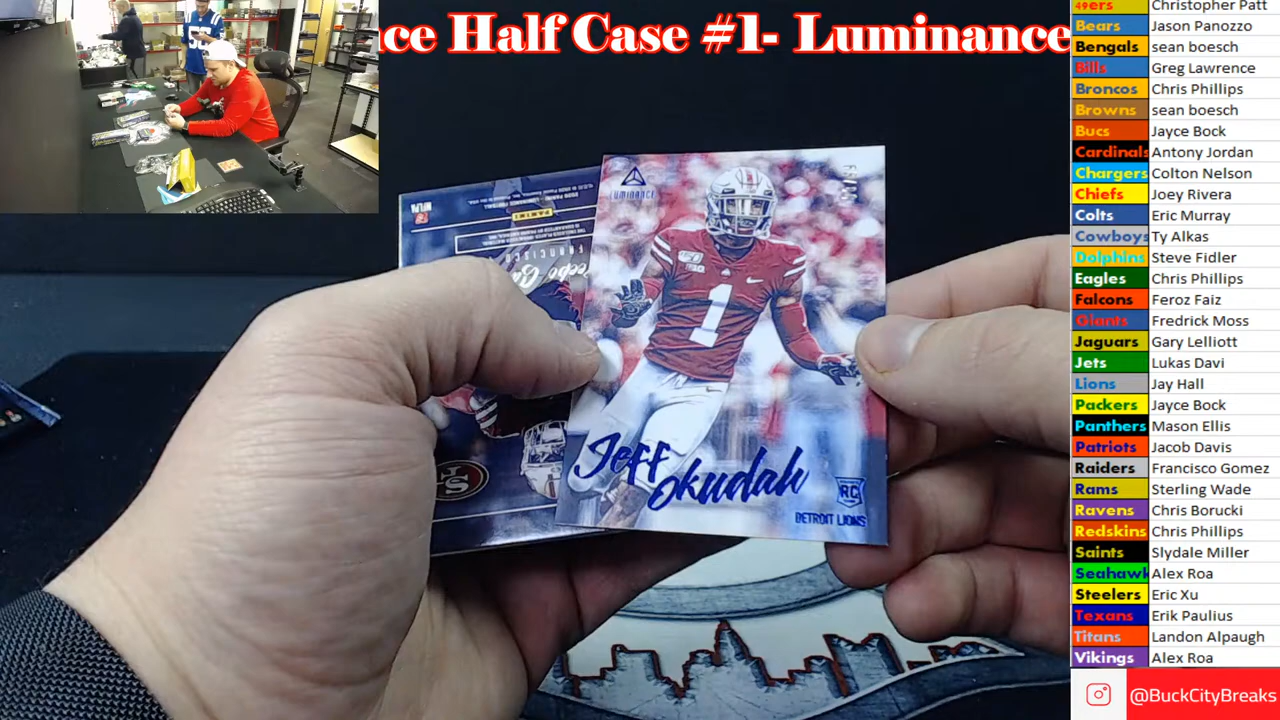 ce Half Case #1- Luminance
49ers Christopher Patt
Bears Jason Panozzo
Bengals sean boesch
Bills Greg Lawrence
Broncos Chris Phillips
Browns sean boesch
Bucs Jayce Bock
Cardinals Antony Jordan
Chargers Colton Nelson
Chiefs Joey Rivera
Colts Eric Murray
Cowboys Ty Alkas
Dolphins Steve Fidler
Eagles Chris Phillips
Falcons Feroz Faiz
Giants Fredrick Moss
Jaguars Gary Lelliott
Jets Lukas Davi
Lions Jay Hall
Packers Jayce Bock
Panthers Mason Ellis
Patriots Jacob Davis
Raiders Francisco Gomez
Rams Sterling Wade
Ravens Chris Borucki
Redskins Chris Phillips
Saints Slydale Miller
Seahawk Alex Roa
Steelers Eric Xu
Texans Erik Paulius
Titans Landon Alpaugh
Vikings Alex Roa
@BuckCityBreaks
LUMINANCE
1
Jeff
Okudah
RC
DETROIT LIONS
PANINI
FRANCISCO
NFLPA
SF